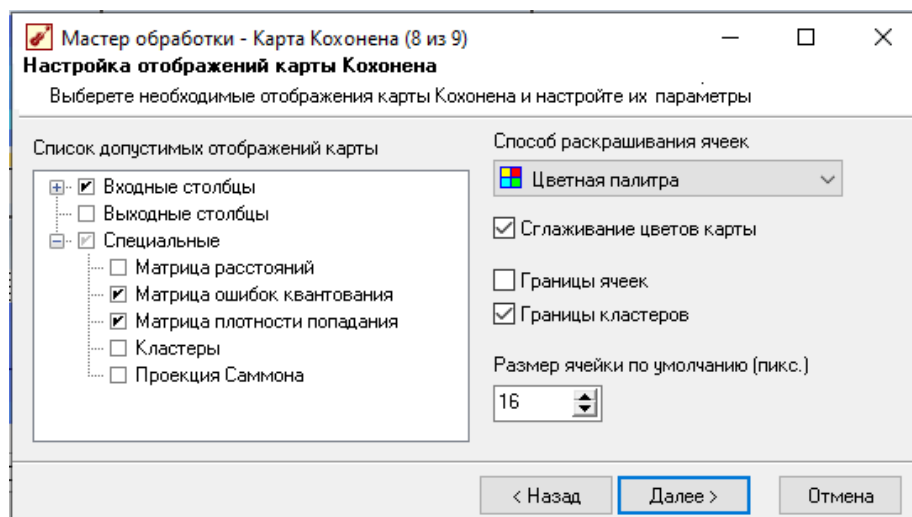 Мастер обработки - Карта Кохонена (8 из 9)
Настройка отображений карты Кохонена
Выберете необходимые отображения карты Кохонена и настройте их параметры
Список допустимых отображений карты
Входные столбцы
Выходные столбцы
Специальные
Матрица расстояний
Матрица ошибок квантования
Матрица плотности попадания
Кластеры
Проекция Саммона
Способ раскрашивания ячеек
Цветная палитра
Сглаживание цветов карты
Границы ячеек
Границы кластеров
Размер ячейки по умолчанию (пикс.)
16
< Назад
Далее >
Отмена